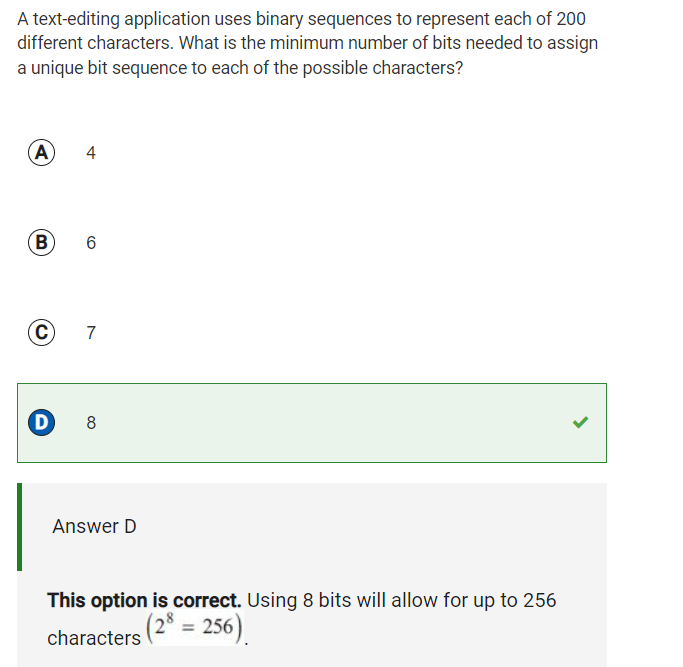 A text-editing application uses binary sequences to represent each of 200
different characters. What is the minimum number of bits needed to assign
a unique bit sequence to each of the possible characters?
A 4
B 6
C 7
D 8
Answer D
This option is correct. Using 8 bits will allow for up to 256
characters (2⁸ = 256).